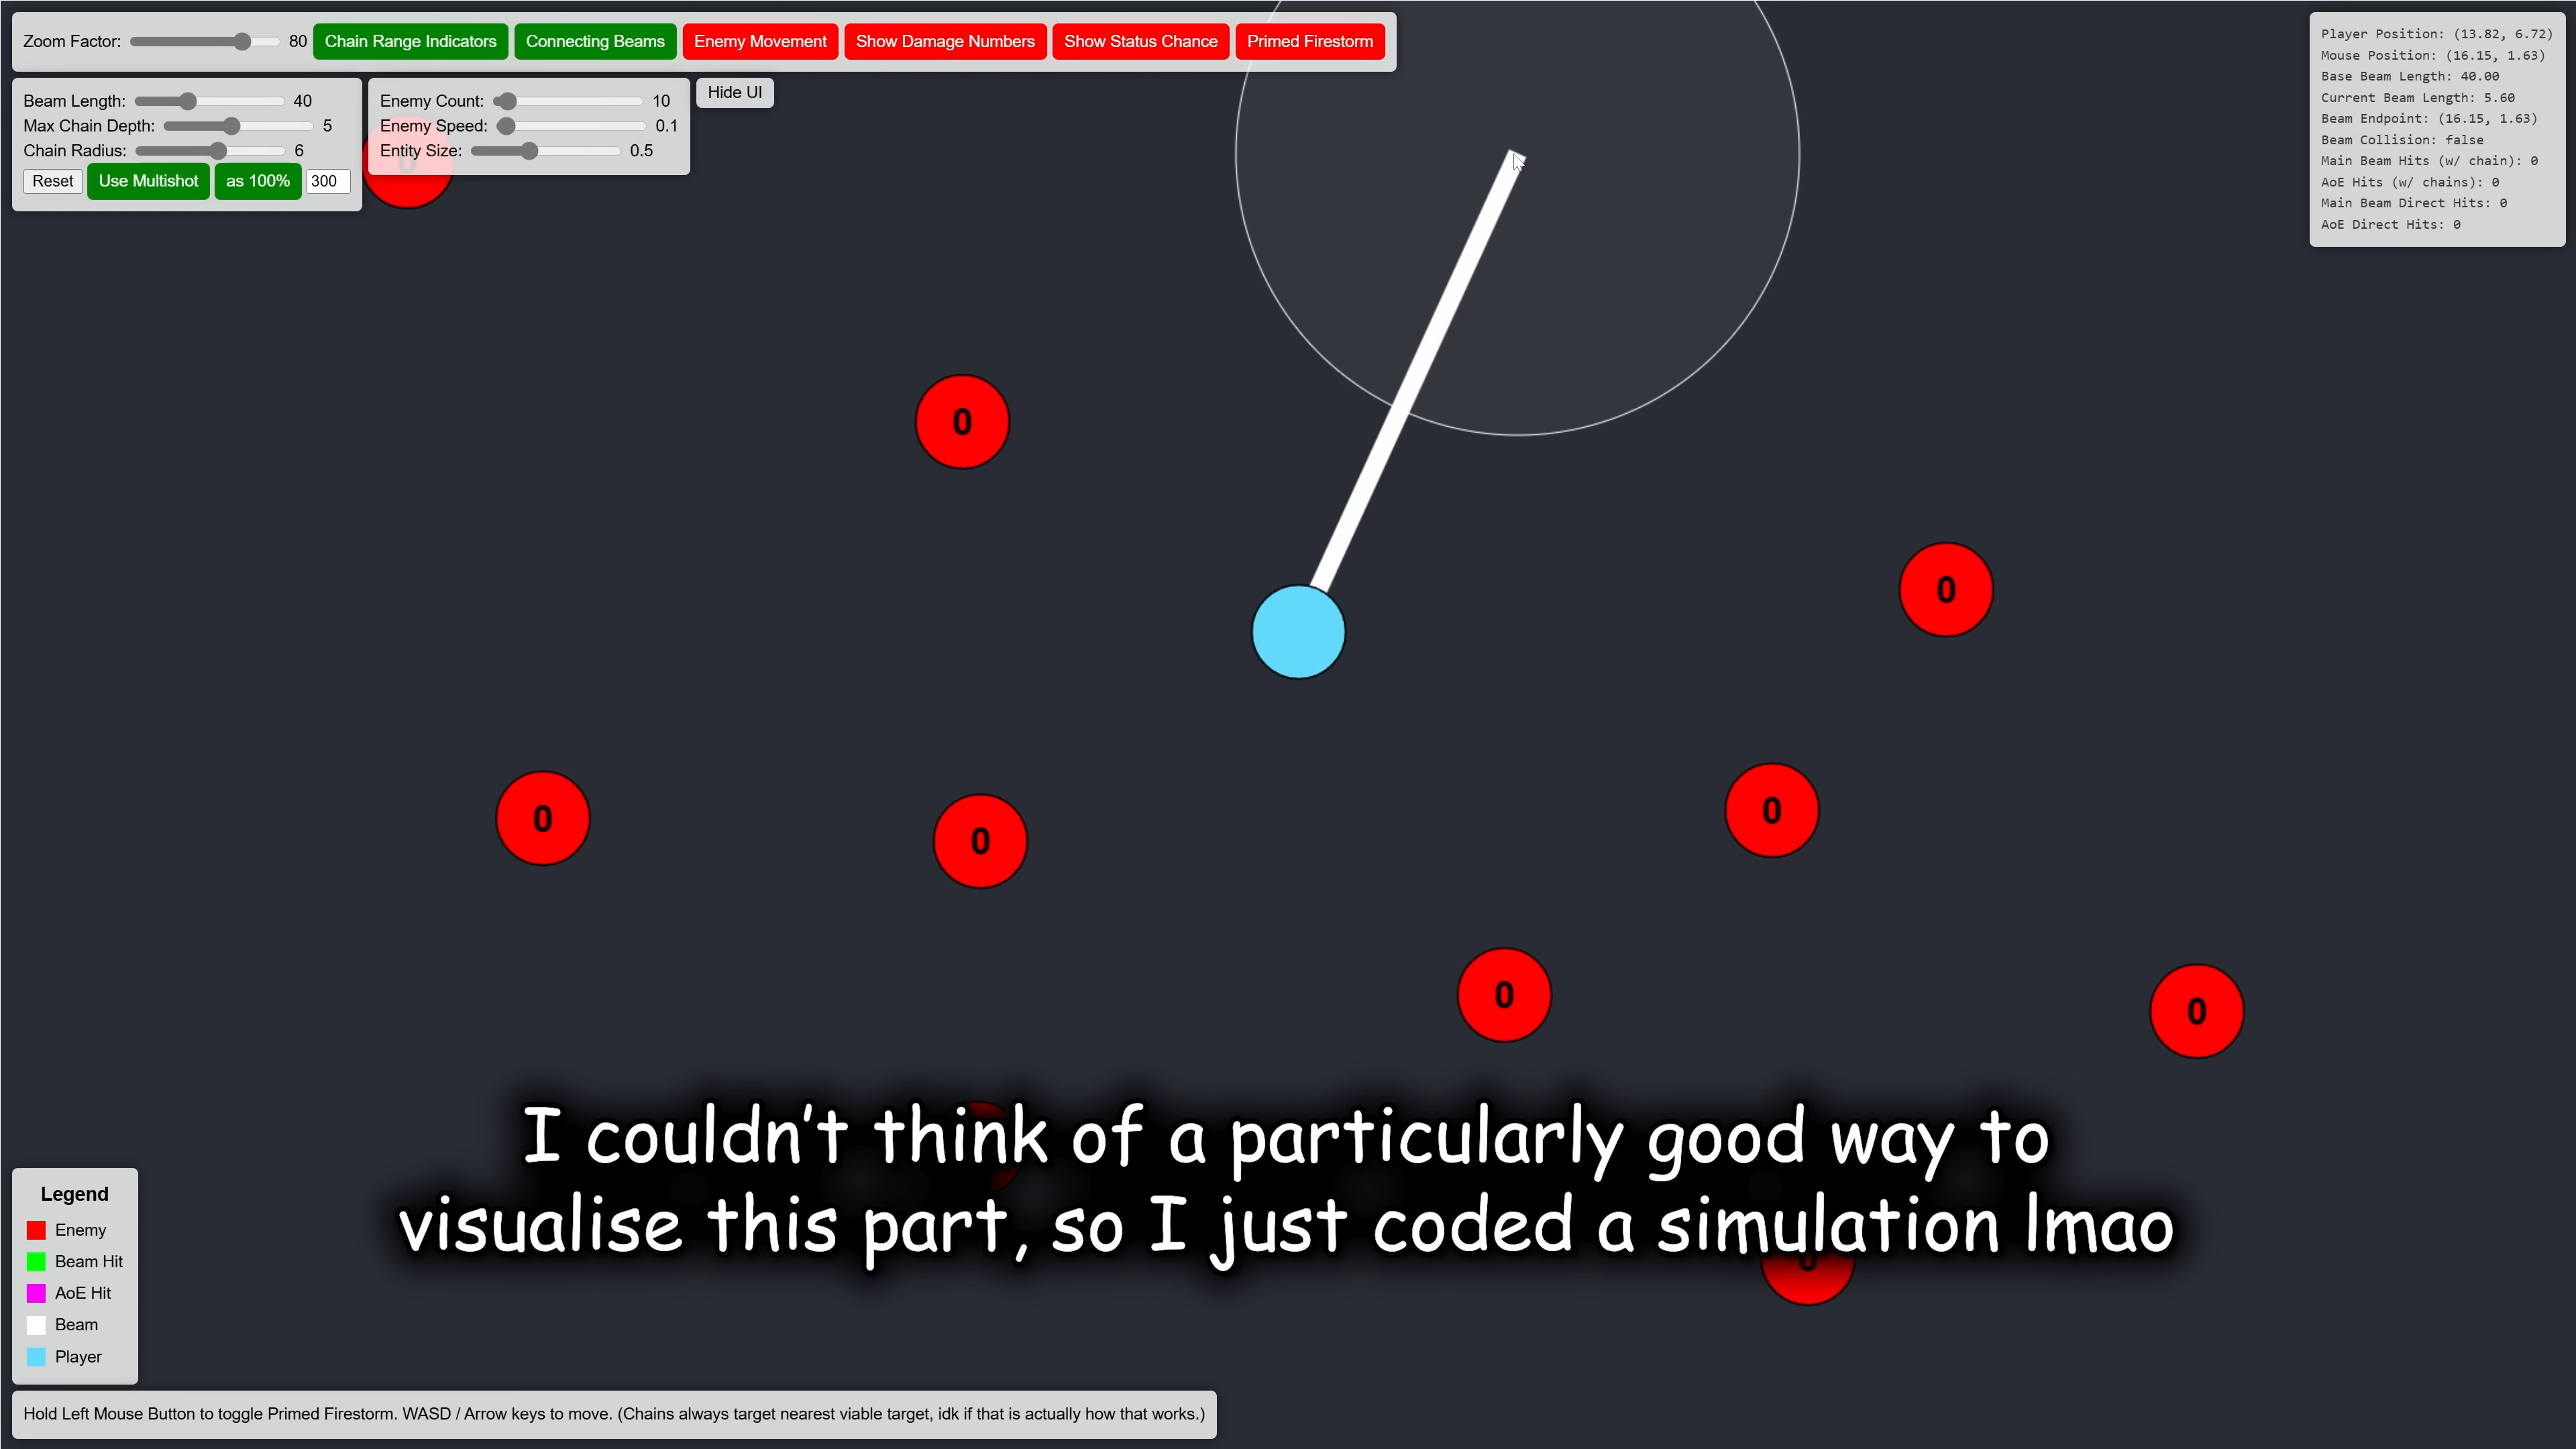 Zoom Factor: 80 Chain Range Indicators Connecting Beams Enemy Movement Show Damage Numbers Show Status Chance Primed Firestorm
Beam Length: 40
Max Chain Depth: 5
Chain Radius: 6
Reset Use Multishot as 100% 300
Enemy Count: 10
Enemy Speed: 0.1
Entity Size: 0.5
Hide UI
Player Position: (13.82, 6.72)
Mouse Position: (16.15, 1.63)
Base Beam Length: 40.00
Current Beam Length: 5.60
Beam Endpoint: (16.15, 1.63)
Beam Collision: false
Main Beam Hits (w/ chain): 0
AoE Hits (w/ chains): 0
Main Beam Direct Hits: 0
AoE Direct Hits: 0
0
0
0
0
0
0
0
I couldn't think of a particularly good way to
visualise this part, so I just coded a simulation lmao
0
Legend
Enemy
Beam Hit
AoE Hit
Beam
Player
Hold Left Mouse Button to toggle Primed Firestorm. WASD / Arrow keys to move. (Chains always target nearest viable target, idk if that is actually how that works.)